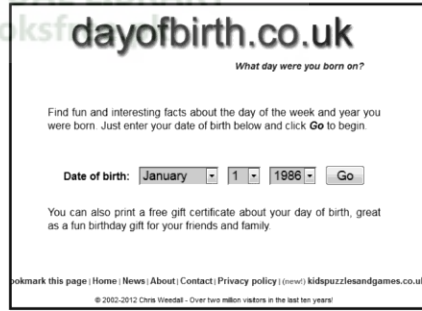 dayofbirth.co.uk
What day were you born on?
Find fun and interesting facts about the day of the week and year you
were born. Just enter your date of birth below and click Go to begin.
Date of birth: January 1 1986 Go
You can also print a free gift certificate about your day of birth, great
as a fun birthday gift for your friends and family.
ookmark this page | Home | News | About | Contact | Privacy policy | (new!) kidspuzzlesandgames.co.u
© 2002-2012 Chris Weedall - Over two million visitors in the last ten years!